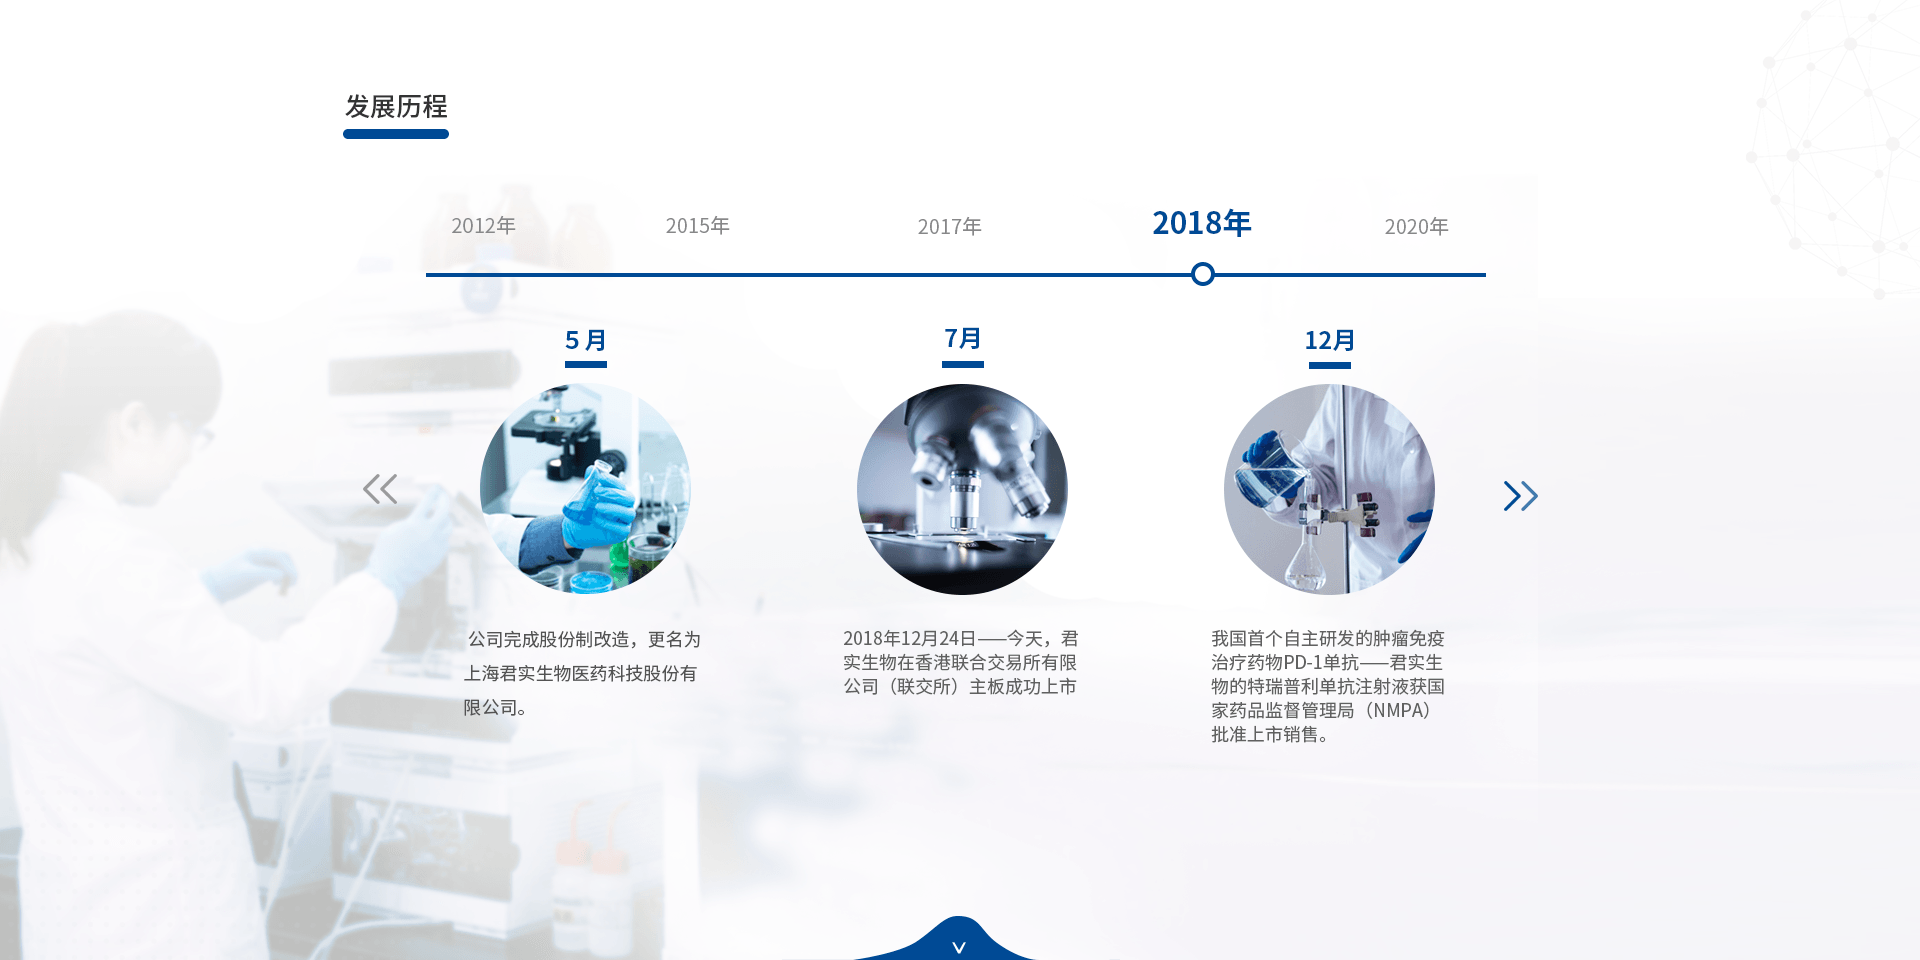 发展历程
2012年
2015年
2017年
2018年
2020年
5 月
7月
12月
公司完成股份制改造，更名为
上海君实生物医药科技股份有
限公司。
2018年12月24日——今天，君
实生物在香港联合交易所有限
公司（联交所）主板成功上市
我国首个自主研发的肿瘤免疫
治疗药物PD-1单抗——君实生
物的特瑞普利单抗注射液获国
家药品监督管理局（NMPA）
批准上市销售。